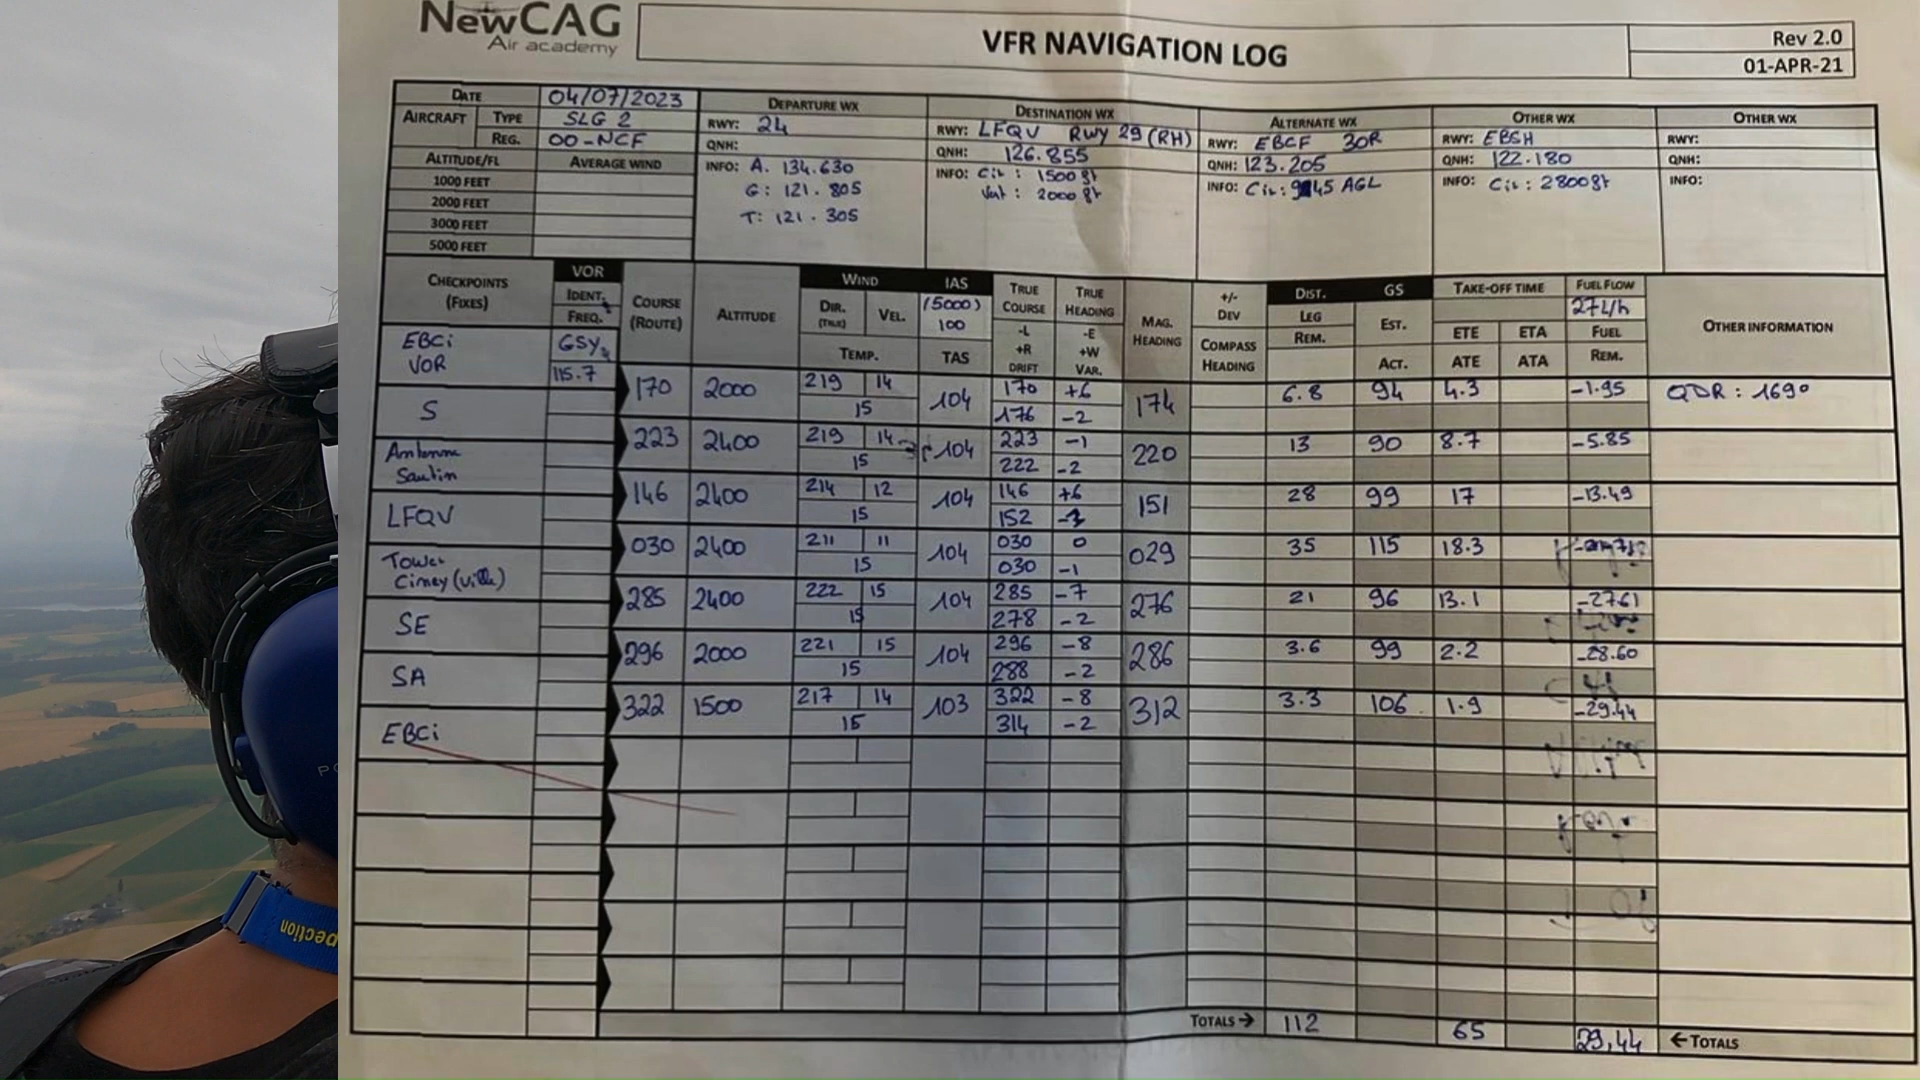 NewCAG
Air academy
VFR NAVIGATION LOG
Rev 2.0
01-APR-21
DATE 04/07/2023
AIRCRAFT TYPE SLG 2
REG. OO-NCF
ALTITUDE/FL AVERAGE WIND
1000 FEET
2000 FEET
3000 FEET
5000 FEET
DEPARTURE WX
RWY: 24
QNH:
INFO: A. 134.630
G: 121.805
T: 121.305
DESTINATION WX
RWY: LFQV Rwy 29 (RH)
QNH: 126.855
INFO: Cir: 1500 ft
Vert: 2000 ft
ALTERNATE WX
RWY: EBCF 30R
QNH: 123.205
INFO: Cir: 945 AGL
OTHER WX
RWY: EBSH
QNH: 122.180
INFO: Cir: 2800 ft
OTHER WX
RWY:
QNH:
INFO:
CHECKPOINTS (FIXES)
VOR
IDENT.
FREQ.
COURSE (ROUTE)
ALTITUDE
WIND
DIR. (TRUE)
VEL.
TEMP.
IAS
(5000)
100
TAS
TRUE COURSE
-L
+R
DRIFT
TRUE HEADING
-E
+W
VAR.
MAG. HEADING
+/-
DEV
COMPASS HEADING
DIST.
LEG
REM.
GS
EST.
ACT.
TAKE-OFF TIME
ETE ETA
ATE ATA
FUEL FLOW
27L/h
FUEL
REM.
OTHER INFORMATION
EBCi VOR GSY 115.7
170 2000 219 14 15 104 170 +6 176 -2 174 6.8 94 4.3 -1.95 QDR: 169°
S
223 2400 219 14 15 104 223 -1 222 -2 220 13 90 8.7 -5.85
Antenne Sautin
146 2400 214 12 15 104 146 +6 152 151 28 99 17 -13.49
LFQV
030 2400 211 11 15 104 030 0 030 -1 029 35 115 18.3
Tower Ciney (ville)
285 2400 222 15 15 104 285 -7 278 -2 276 21 96 13.1 -27.61
SE
296 2000 221 15 15 104 296 -8 288 -2 286 3.6 99 2.2 -28.60
SA
322 1500 217 14 15 103 322 -8 314 -2 312 3.3 106 1.9 -29.44
EBCi
TOTALS → 112 65 29,44 ← TOTALS